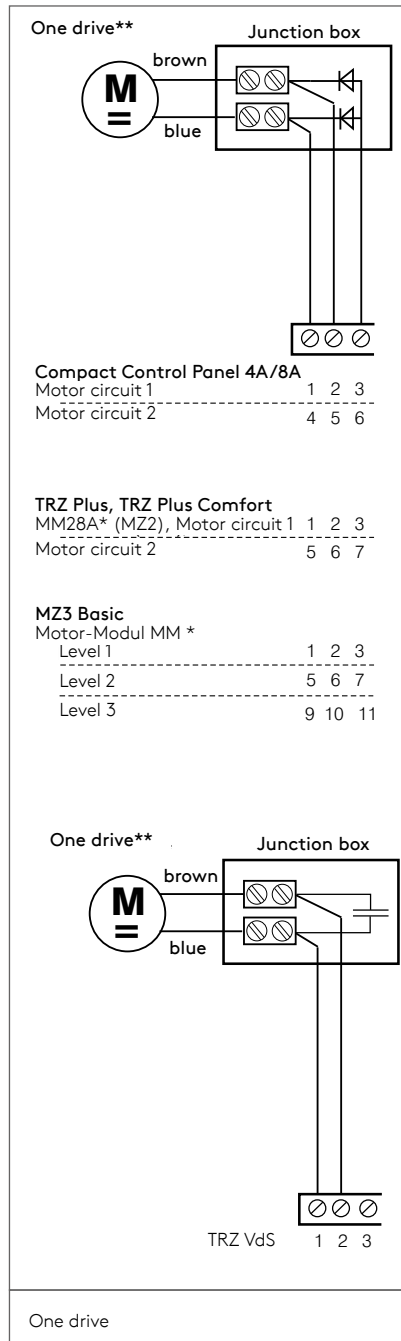 One drive**
Junction box
brown
M
=
blue
Compact Control Panel 4A/8A
Motor circuit 1 1 2 3
Motor circuit 2 4 5 6
TRZ Plus, TRZ Plus Comfort
MM28A* (MZ2), Motor circuit 1 1 2 3
Motor circuit 2 5 6 7
MZ3 Basic
Motor-Modul MM *
Level 1 1 2 3
Level 2 5 6 7
Level 3 9 10 11
One drive**
Junction box
brown
M
=
blue
TRZ VdS 1 2 3
One drive